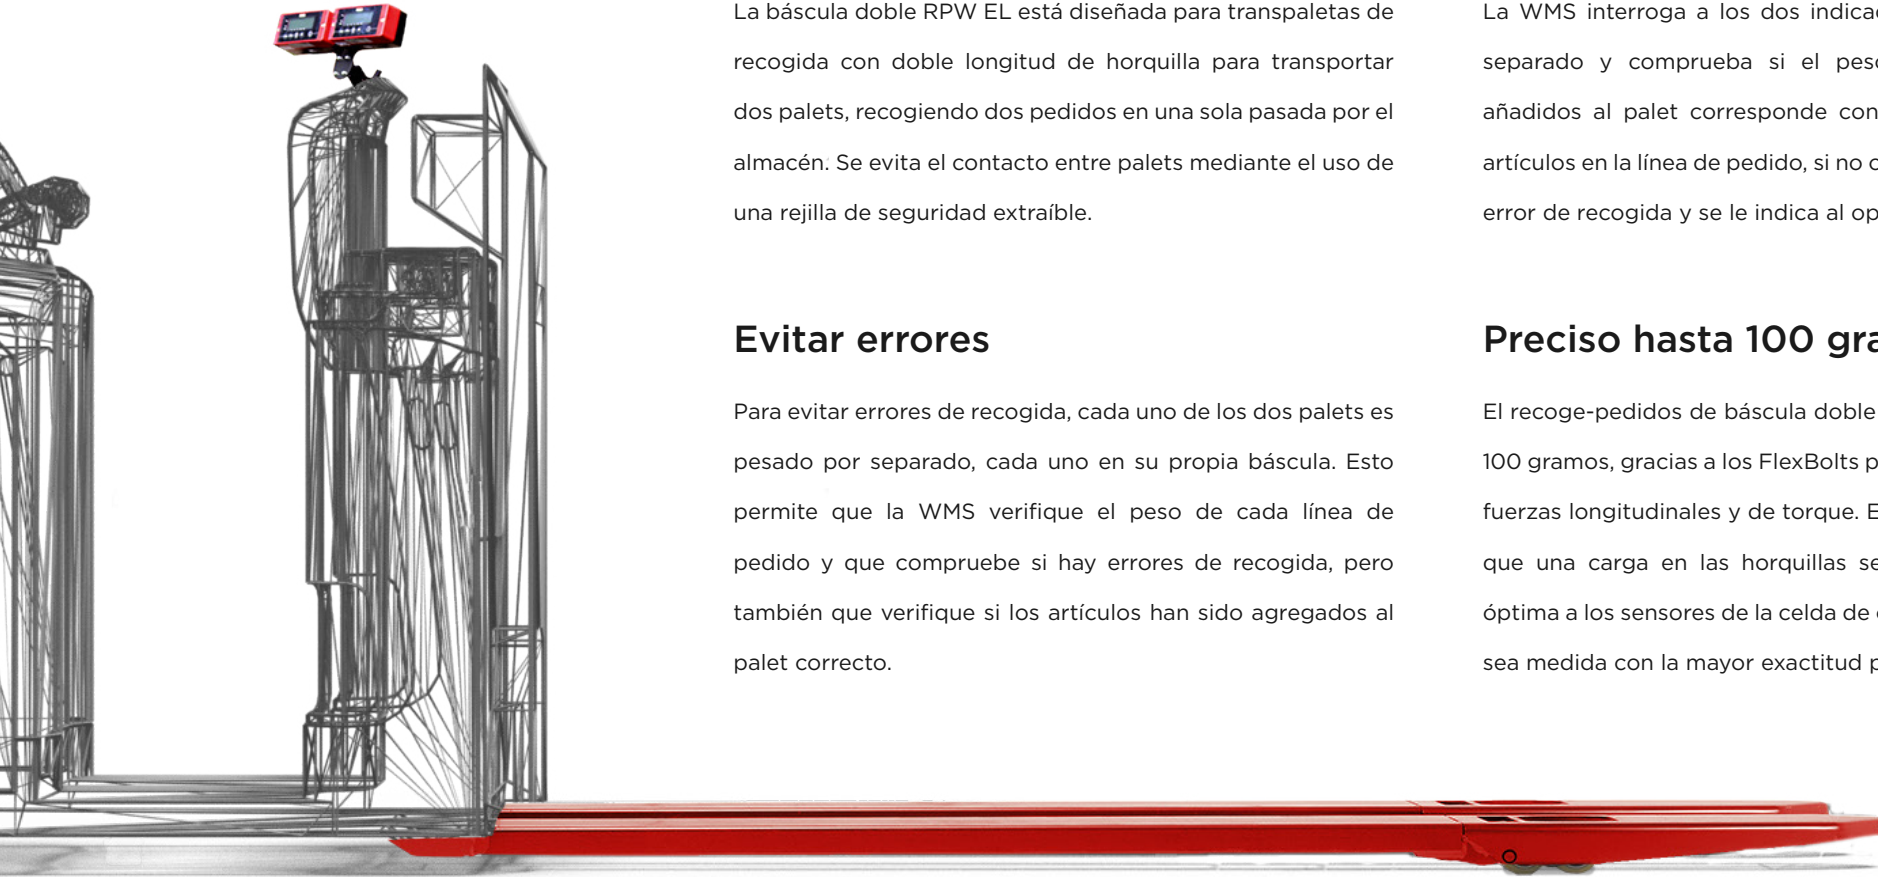 La báscula doble RPW EL está diseñada para transpaletas de
recogida con doble longitud de horquilla para transportar
dos palets, recogiendo dos pedidos en una sola pasada por el
almacén. Se evita el contacto entre palets mediante el uso de
una rejilla de seguridad extraíble.
Evitar errores
Para evitar errores de recogida, cada uno de los dos palets es
pesado por separado, cada uno en su propia báscula. Esto
permite que la WMS verifique el peso de cada línea de
pedido y que compruebe si hay errores de recogida, pero
también que verifique si los artículos han sido agregados al
palet correcto.
La WMS interroga a los dos
separado y comprueba si el
añadidos al palet corresponde con
artículos en la línea de pedido, si no
error de recogida y se le indica al
Preciso hasta 100
El recoge-pedidos de báscula doble
100 gramos, gracias a los FlexBolts
fuerzas longitudinales y de torque.
que una carga en las horquillas
óptima a los sensores de la celda de
sea medida con la mayor exactitud